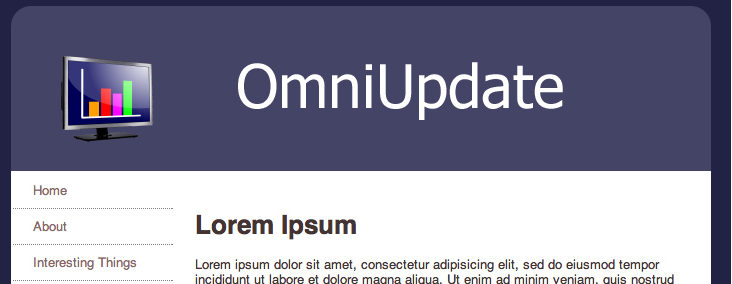 OmniUpdate
Home
About
Interesting Things
Lorem Ipsum
Lorem ipsum dolor sit amet, consectetur adipisicing elit, sed do eiusmod tempor
incididunt ut labore et dolore magna aliqua. Ut enim ad minim veniam, quis nostrud